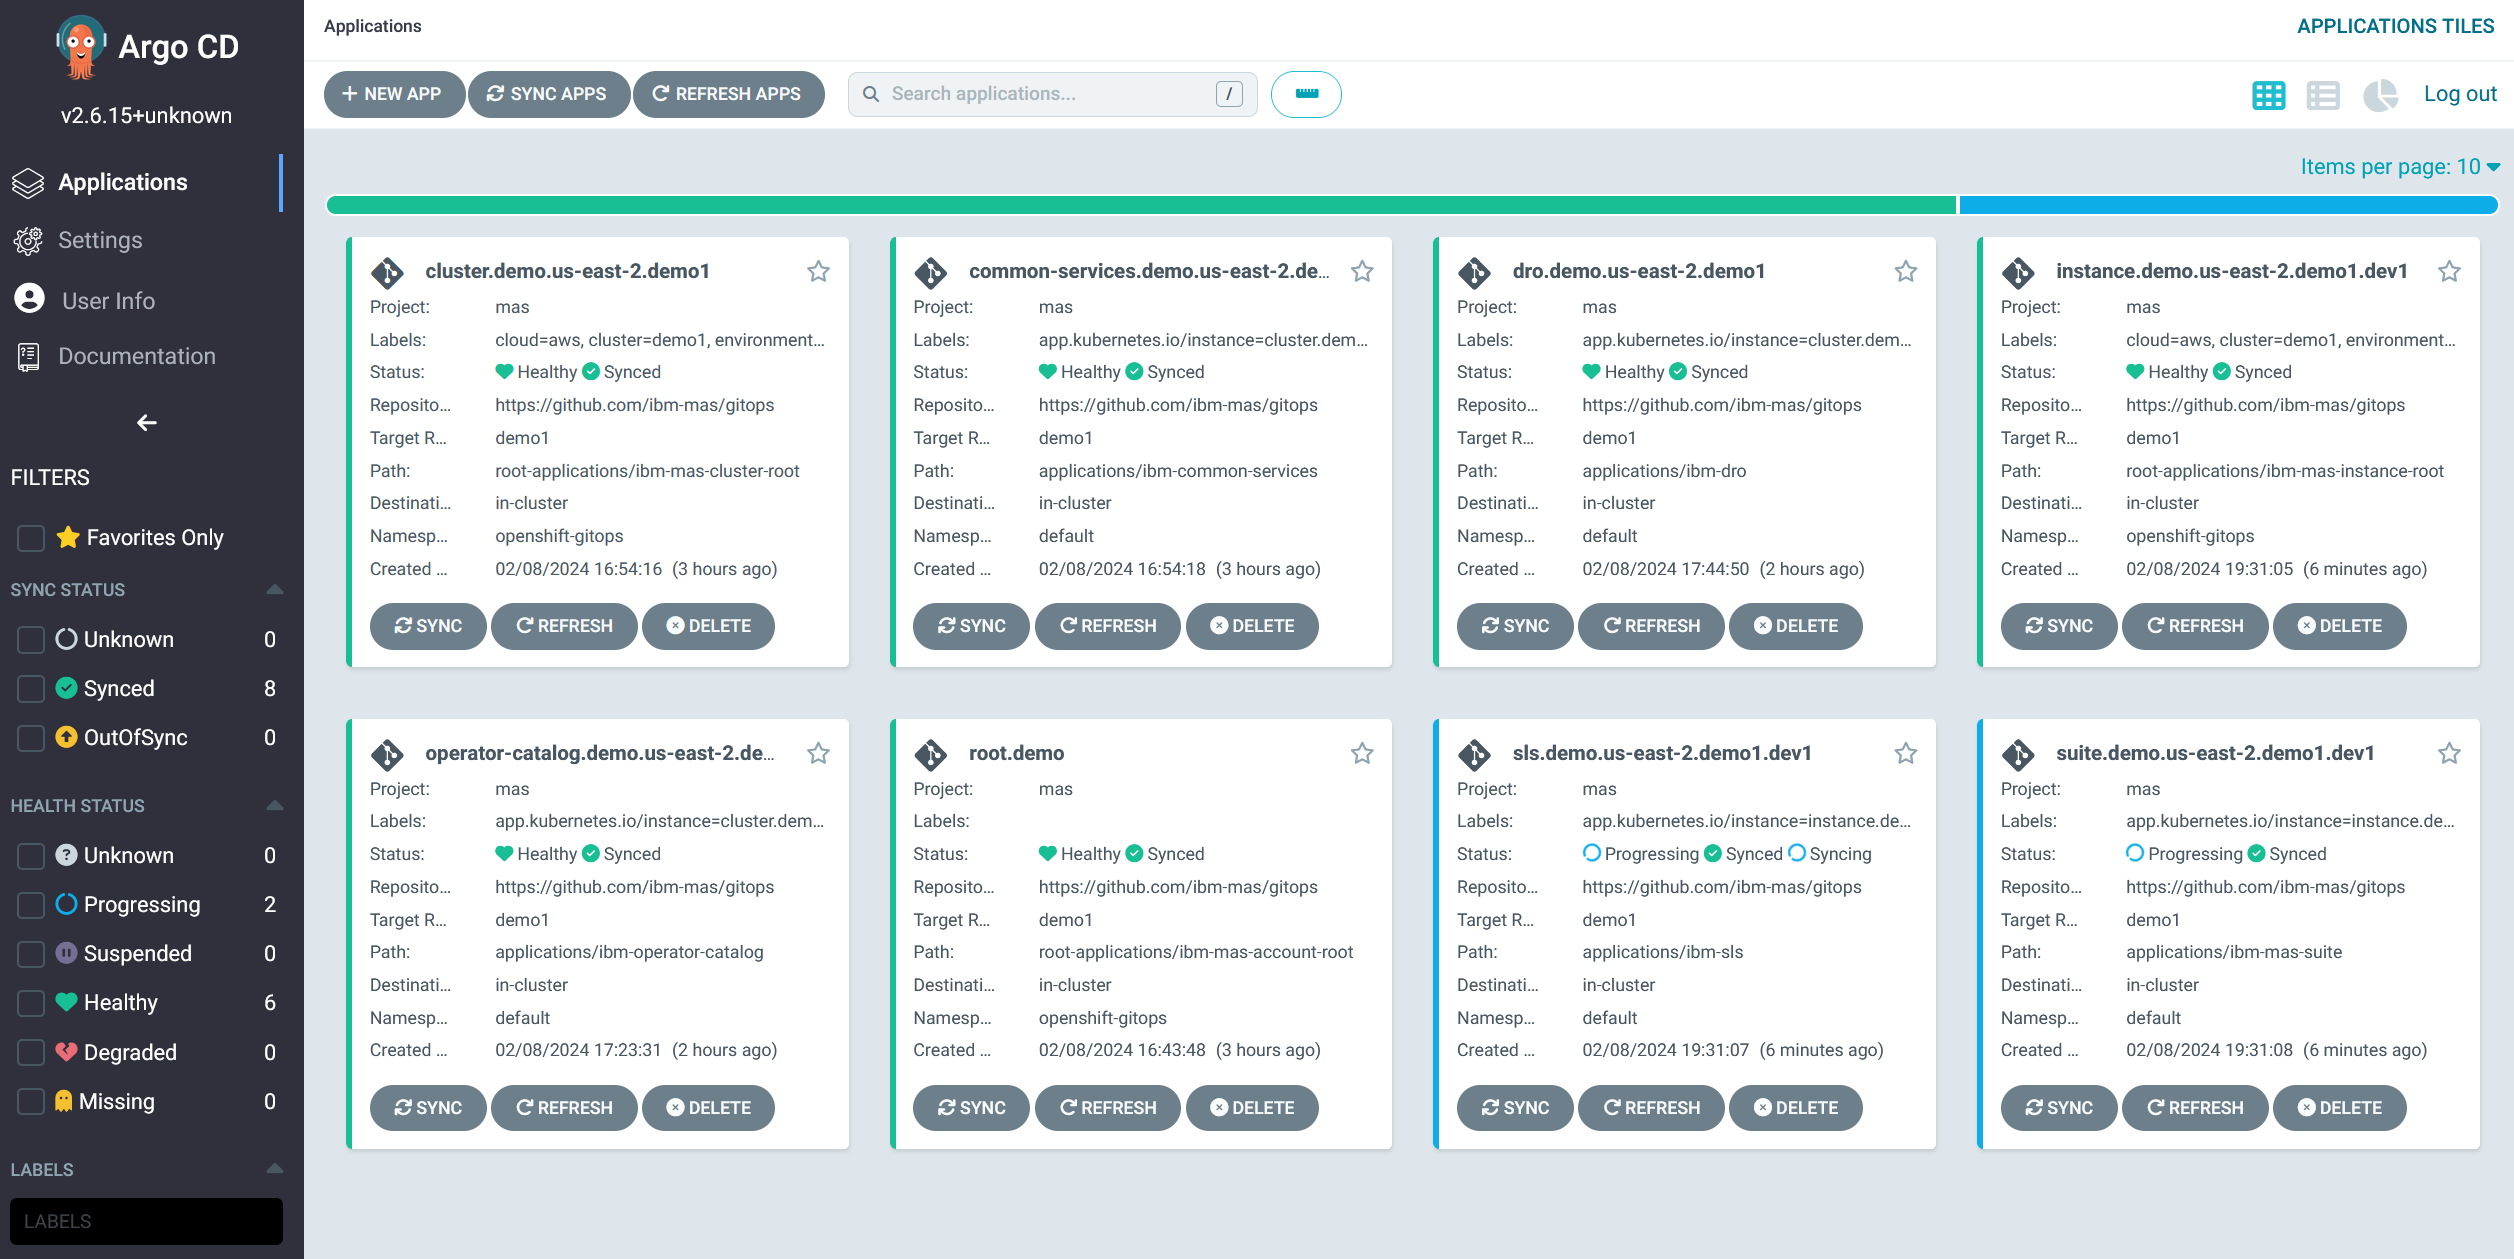 Argo CD
v2.6.15+unknown
Applications
Settings
User Info
Documentation
FILTERS
Favorites Only
SYNC STATUS
Unknown 0
Synced 8
OutOfSync 0
HEALTH STATUS
Unknown 0
Progressing 2
Suspended 0
Healthy 6
Degraded 0
Missing 0
LABELS
LABELS
Applications
APPLICATIONS TILES
NEW APP
SYNC APPS
REFRESH APPS
Search applications...
/
Log out
Items per page: 10
cluster.demo.us-east-2.demo1
Project: mas
Labels: cloud=aws, cluster=demo1, environment...
Status: Healthy Synced
Reposito... https://github.com/ibm-mas/gitops
Target R... demo1
Path: root-applications/ibm-mas-cluster-root
Destinati... in-cluster
Namesp... openshift-gitops
Created ... 02/08/2024 16:54:16 (3 hours ago)
SYNC REFRESH DELETE
common-services.demo.us-east-2.de...
Project: mas
Labels: app.kubernetes.io/instance=cluster.dem...
Status: Healthy Synced
Reposito... https://github.com/ibm-mas/gitops
Target R... demo1
Path: applications/ibm-common-services
Destinati... in-cluster
Namesp... default
Created ... 02/08/2024 16:54:18 (3 hours ago)
SYNC REFRESH DELETE
dro.demo.us-east-2.demo1
Project: mas
Labels: app.kubernetes.io/instance=cluster.dem...
Status: Healthy Synced
Reposito... https://github.com/ibm-mas/gitops
Target R... demo1
Path: applications/ibm-dro
Destinati... in-cluster
Namesp... default
Created ... 02/08/2024 17:44:50 (2 hours ago)
SYNC REFRESH DELETE
instance.demo.us-east-2.demo1.dev1
Project: mas
Labels: cloud=aws, cluster=demo1, environment...
Status: Healthy Synced
Reposito... https://github.com/ibm-mas/gitops
Target R... demo1
Path: root-applications/ibm-mas-instance-root
Destinati... in-cluster
Namesp... openshift-gitops
Created ... 02/08/2024 19:31:05 (6 minutes ago)
SYNC REFRESH DELETE
operator-catalog.demo.us-east-2.de...
Project: mas
Labels: app.kubernetes.io/instance=cluster.dem...
Status: Healthy Synced
Reposito... https://github.com/ibm-mas/gitops
Target R... demo1
Path: applications/ibm-operator-catalog
Destinati... in-cluster
Namesp... default
Created ... 02/08/2024 17:23:31 (2 hours ago)
SYNC REFRESH DELETE
root.demo
Project: mas
Labels:
Status: Healthy Synced
Reposito... https://github.com/ibm-mas/gitops
Target R... demo1
Path: root-applications/ibm-mas-account-root
Destinati... in-cluster
Namesp... openshift-gitops
Created ... 02/08/2024 16:43:48 (3 hours ago)
SYNC REFRESH DELETE
sls.demo.us-east-2.demo1.dev1
Project: mas
Labels: app.kubernetes.io/instance=instance.de...
Status: Progressing Synced Syncing
Reposito... https://github.com/ibm-mas/gitops
Target R... demo1
Path: applications/ibm-sls
Destinati... in-cluster
Namesp... default
Created ... 02/08/2024 19:31:07 (6 minutes ago)
SYNC REFRESH DELETE
suite.demo.us-east-2.demo1.dev1
Project: mas
Labels: app.kubernetes.io/instance=instance.de...
Status: Progressing Synced
Reposito... https://github.com/ibm-mas/gitops
Target R... demo1
Path: applications/ibm-mas-suite
Destinati... in-cluster
Namesp... default
Created ... 02/08/2024 19:31:08 (6 minutes ago)
SYNC REFRESH DELETE